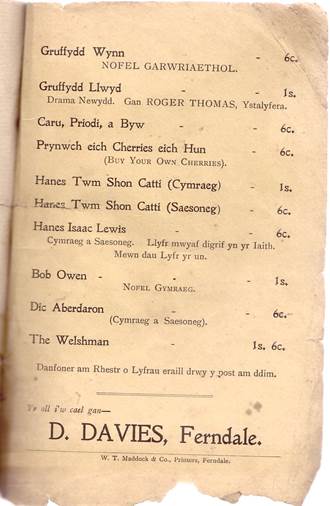 Gruffydd Wynn - 6c.
NOFEL GARWRIAETHOL.
Gruffydd Llwyd - - 1s.
Drama Newydd. Gan ROGER THOMAS, Ystalyfera.
Caru, Priodi, a Byw - - 6c.
Prynwch eich Cherries eich Hun - 6c.
(BUY YOUR OWN CHERRIES).
Hanes Twm Shon Catti (Cymraeg) - 1s.
Hanes Twm Shon Catti (Saesoneg) - 6c.
Hanes Isaac Lewis - - 6c.
Cymraeg a Saesoneg. Llyfr mwyaf digrif yn yr Iaith.
Mewn dau Lyfr yr un.
Bob Owen - - - 1s.
NOFEL GYMRAEG.
Dic Aberdaron - - 6c.
(Cymraeg a Saesoneg).
The Welshman - 1s. 6c.
Danfoner am Rhestr o Lyfrau eraill drwy y post am ddim.
Yr oll i'w cael gan—
D. DAVIES, Ferndale.
W. T. Maddock & Co., Printers, Ferndale.